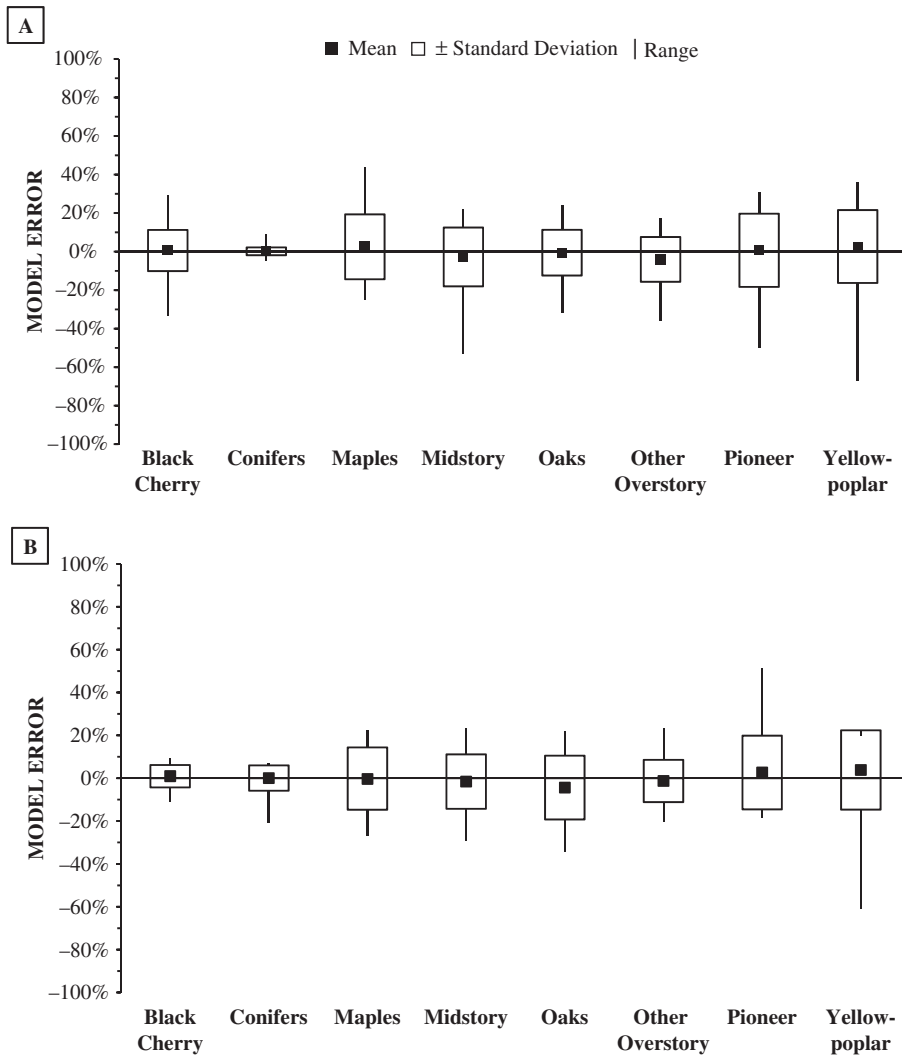 A
■ Mean □ ± Standard Deviation | Range
MODEL ERROR
100%
80%
60%
40%
20%
0%
–20%
–40%
–60%
–80%
–100%
Black Cherry
Conifers
Maples
Midstory
Oaks
Other Overstory
Pioneer
Yellow-poplar
B
MODEL ERROR
100%
80%
60%
40%
20%
0%
–20%
–40%
–60%
–80%
–100%
Black Cherry
Conifers
Maples
Midstory
Oaks
Other Overstory
Pioneer
Yellow-poplar